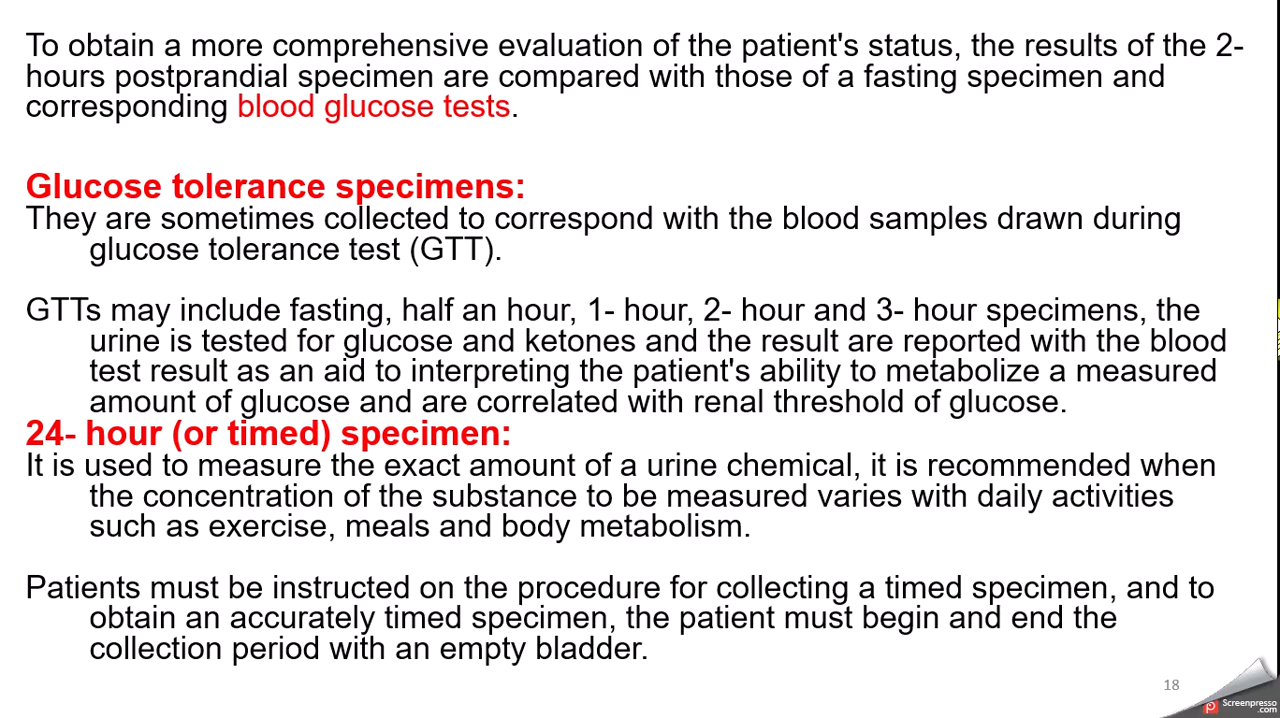 To obtain a more comprehensive evaluation of the patient's status, the results of the 2-
hours postprandial specimen are compared with those of a fasting specimen and
corresponding blood glucose tests.
Glucose tolerance specimens:
They are sometimes collected to correspond with the blood samples drawn during
glucose tolerance test (GTT).
GTTs may include fasting, half an hour, 1- hour, 2- hour and 3- hour specimens, the
urine is tested for glucose and ketones and the result are reported with the blood
test result as an aid to interpreting the patient's ability to metabolize a measured
amount of glucose and are correlated with renal threshold of glucose.
24- hour (or timed) specimen:
It is used to measure the exact amount of a urine chemical, it is recommended when
the concentration of the substance to be measured varies with daily activities
such as exercise, meals and body metabolism.
Patients must be instructed on the procedure for collecting a timed specimen, and to
obtain an accurately timed specimen, the patient must begin and end the
collection period with an empty bladder.
18
Screenpresso
.com